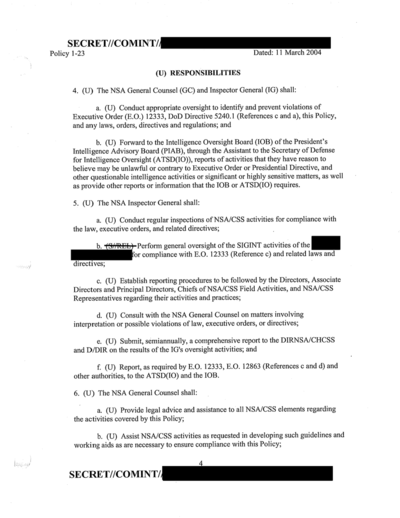 SECRET//COMINT//
Policy 1-23 Dated: 11 March 2004
(U) RESPONSIBILITIES
4. (U) The NSA General Counsel (GC) and Inspector General (IG) shall:
a. (U) Conduct appropriate oversight to identify and prevent violations of
Executive Order (E.O.) 12333, DoD Directive 5240.1 (References c and a), this Policy,
and any laws, orders, directives and regulations; and
b. (U) Forward to the Intelligence Oversight Board (IOB) of the President's
Intelligence Advisory Board (PIAB), through the Assistant to the Secretary of Defense
for Intelligence Oversight (ATSD(IO)), reports of activities that they have reason to
believe may be unlawful or contrary to Executive Order or Presidential Directive, and
other questionable intelligence activities or significant or highly sensitive matters, as well
as provide other reports or information that the IOB or ATSD(IO) requires.
5. (U) The NSA Inspector General shall:
a. (U) Conduct regular inspections of NSA/CSS activities for compliance with
the law, executive orders, and related directives;
b. (S//REL) Perform general oversight of the SIGINT activities of the
for compliance with E.O. 12333 (Reference c) and related laws and
directives;
c. (U) Establish reporting procedures to be followed by the Directors, Associate
Directors and Principal Directors, Chiefs of NSA/CSS Field Activities, and NSA/CSS
Representatives regarding their activities and practices;
d. (U) Consult with the NSA General Counsel on matters involving
interpretation or possible violations of law, executive orders, or directives;
e. (U) Submit, semiannually, a comprehensive report to the DIRNSA/CHCSS
and D/DIR on the results of the IG's oversight activities; and
f. (U) Report, as required by E.O. 12333, E.O. 12863 (References c and d) and
other authorities, to the ATSD(IO) and the IOB.
6. (U) The NSA General Counsel shall:
a. (U) Provide legal advice and assistance to all NSA/CSS elements regarding
the activities covered by this Policy;
b. (U) Assist NSA/CSS activities as requested in developing such guidelines and
working aids as are necessary to ensure compliance with this Policy;
4
SECRET//COMINT//